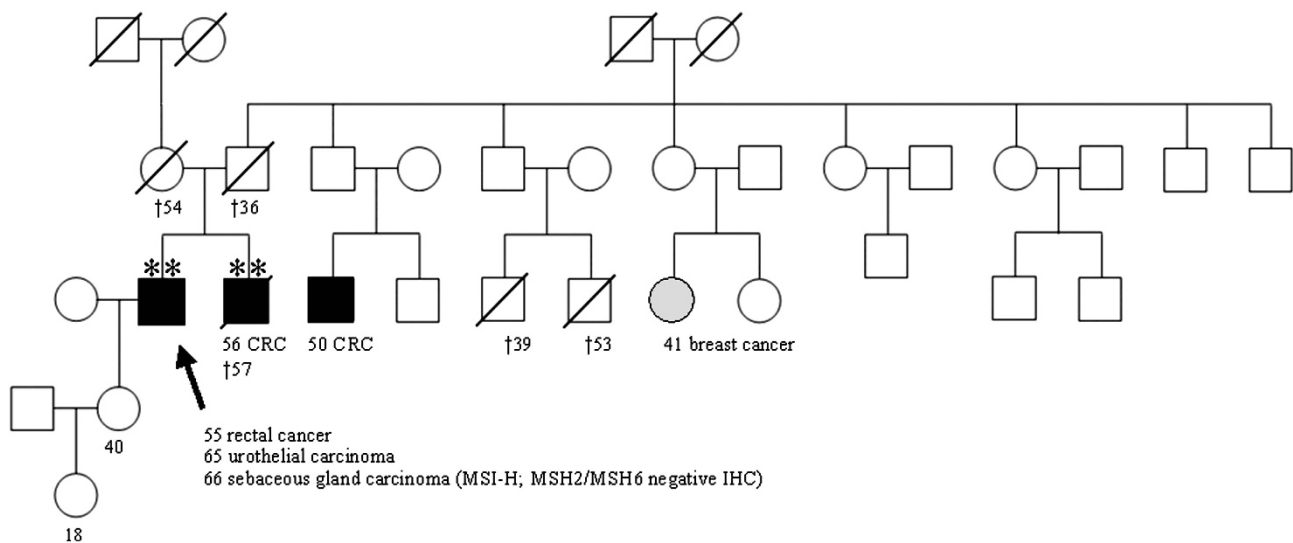 †54
†36
** **
56 CRC
†57
50 CRC
†39
†53
41 breast cancer
55 rectal cancer
65 urothelial carcinoma
66 sebaceous gland carcinoma (MSI-H; MSH2/MSH6 negative IHC)
40
18